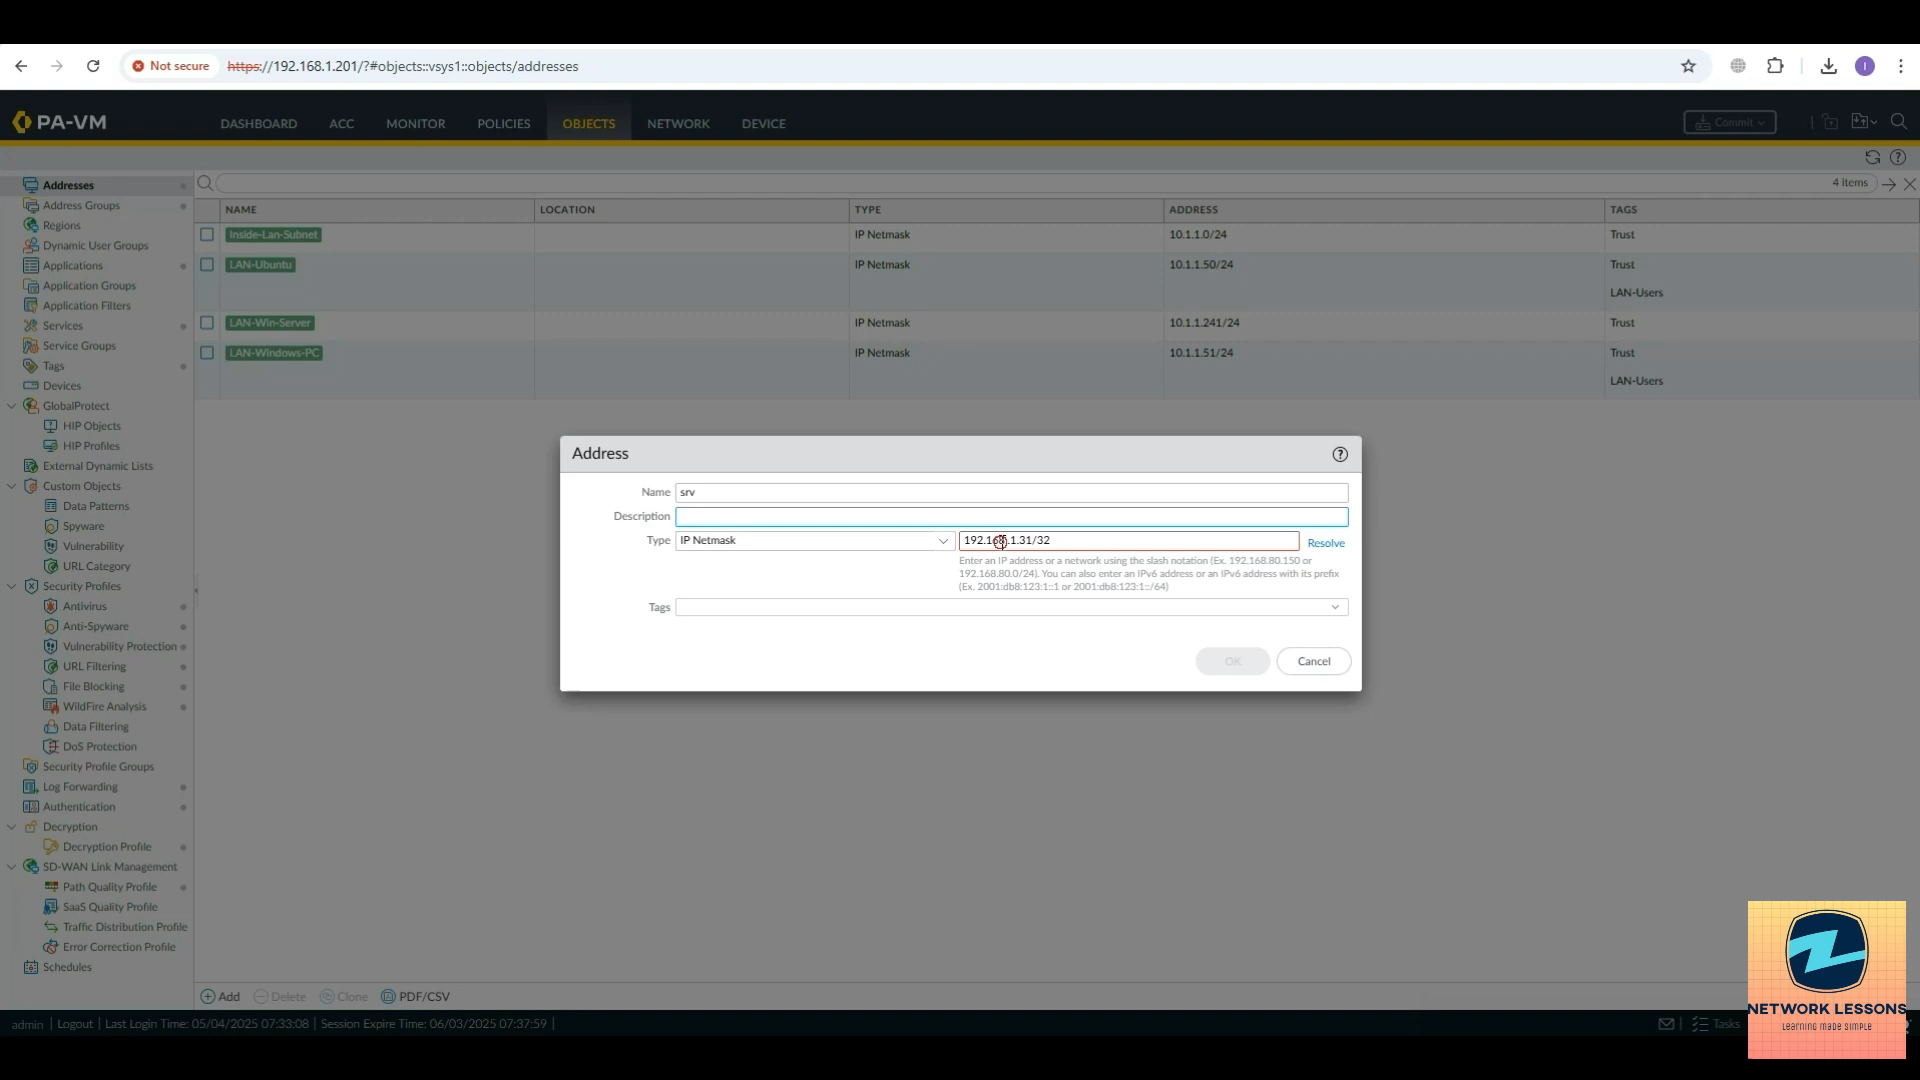 Not secure
https://192.168.1.201/?#objects::vsys1::objects/addresses
I
PA-VM
DASHBOARD
ACC
MONITOR
POLICIES
OBJECTS
NETWORK
DEVICE
Commit
Addresses
Address Groups
Regions
Dynamic User Groups
Applications
Application Groups
Application Filters
Services
Service Groups
Tags
Devices
GlobalProtect
HIP Objects
HIP Profiles
External Dynamic Lists
Custom Objects
Data Patterns
Spyware
Vulnerability
URL Category
Security Profiles
Antivirus
Anti-Spyware
Vulnerability Protection
URL Filtering
File Blocking
WildFire Analysis
Data Filtering
DoS Protection
Security Profile Groups
Log Forwarding
Authentication
Decryption
Decryption Profile
SD-WAN Link Management
Path Quality Profile
SaaS Quality Profile
Traffic Distribution Profile
Error Correction Profile
Schedules
4 items
NAME LOCATION TYPE ADDRESS TAGS
Inside-Lan-Subnet IP Netmask 10.1.1.0/24 Trust
LAN-Ubuntu IP Netmask 10.1.1.50/24 Trust
LAN-Users
LAN-Win-Server IP Netmask 10.1.1.241/24 Trust
LAN-Windows-PC IP Netmask 10.1.1.51/24 Trust
LAN-Users
Address
Name srv
Description
Type IP Netmask 192.168.1.31/32 Resolve
Enter an IP address or a network using the slash notation (Ex. 192.168.80.150 or
192.168.80.0/24). You can also enter an IPv6 address or an IPv6 address with its prefix
(Ex. 2001:db8:123:1::1 or 2001:db8:123:1::/64)
Tags
OK Cancel
Add Delete Clone PDF/CSV
admin | Logout | Last Login Time: 05/04/2025 07:33:08 | Session Expire Time: 06/03/2025 07:37:59 |
Tasks
NETWORK LESSONS
Learning made simple